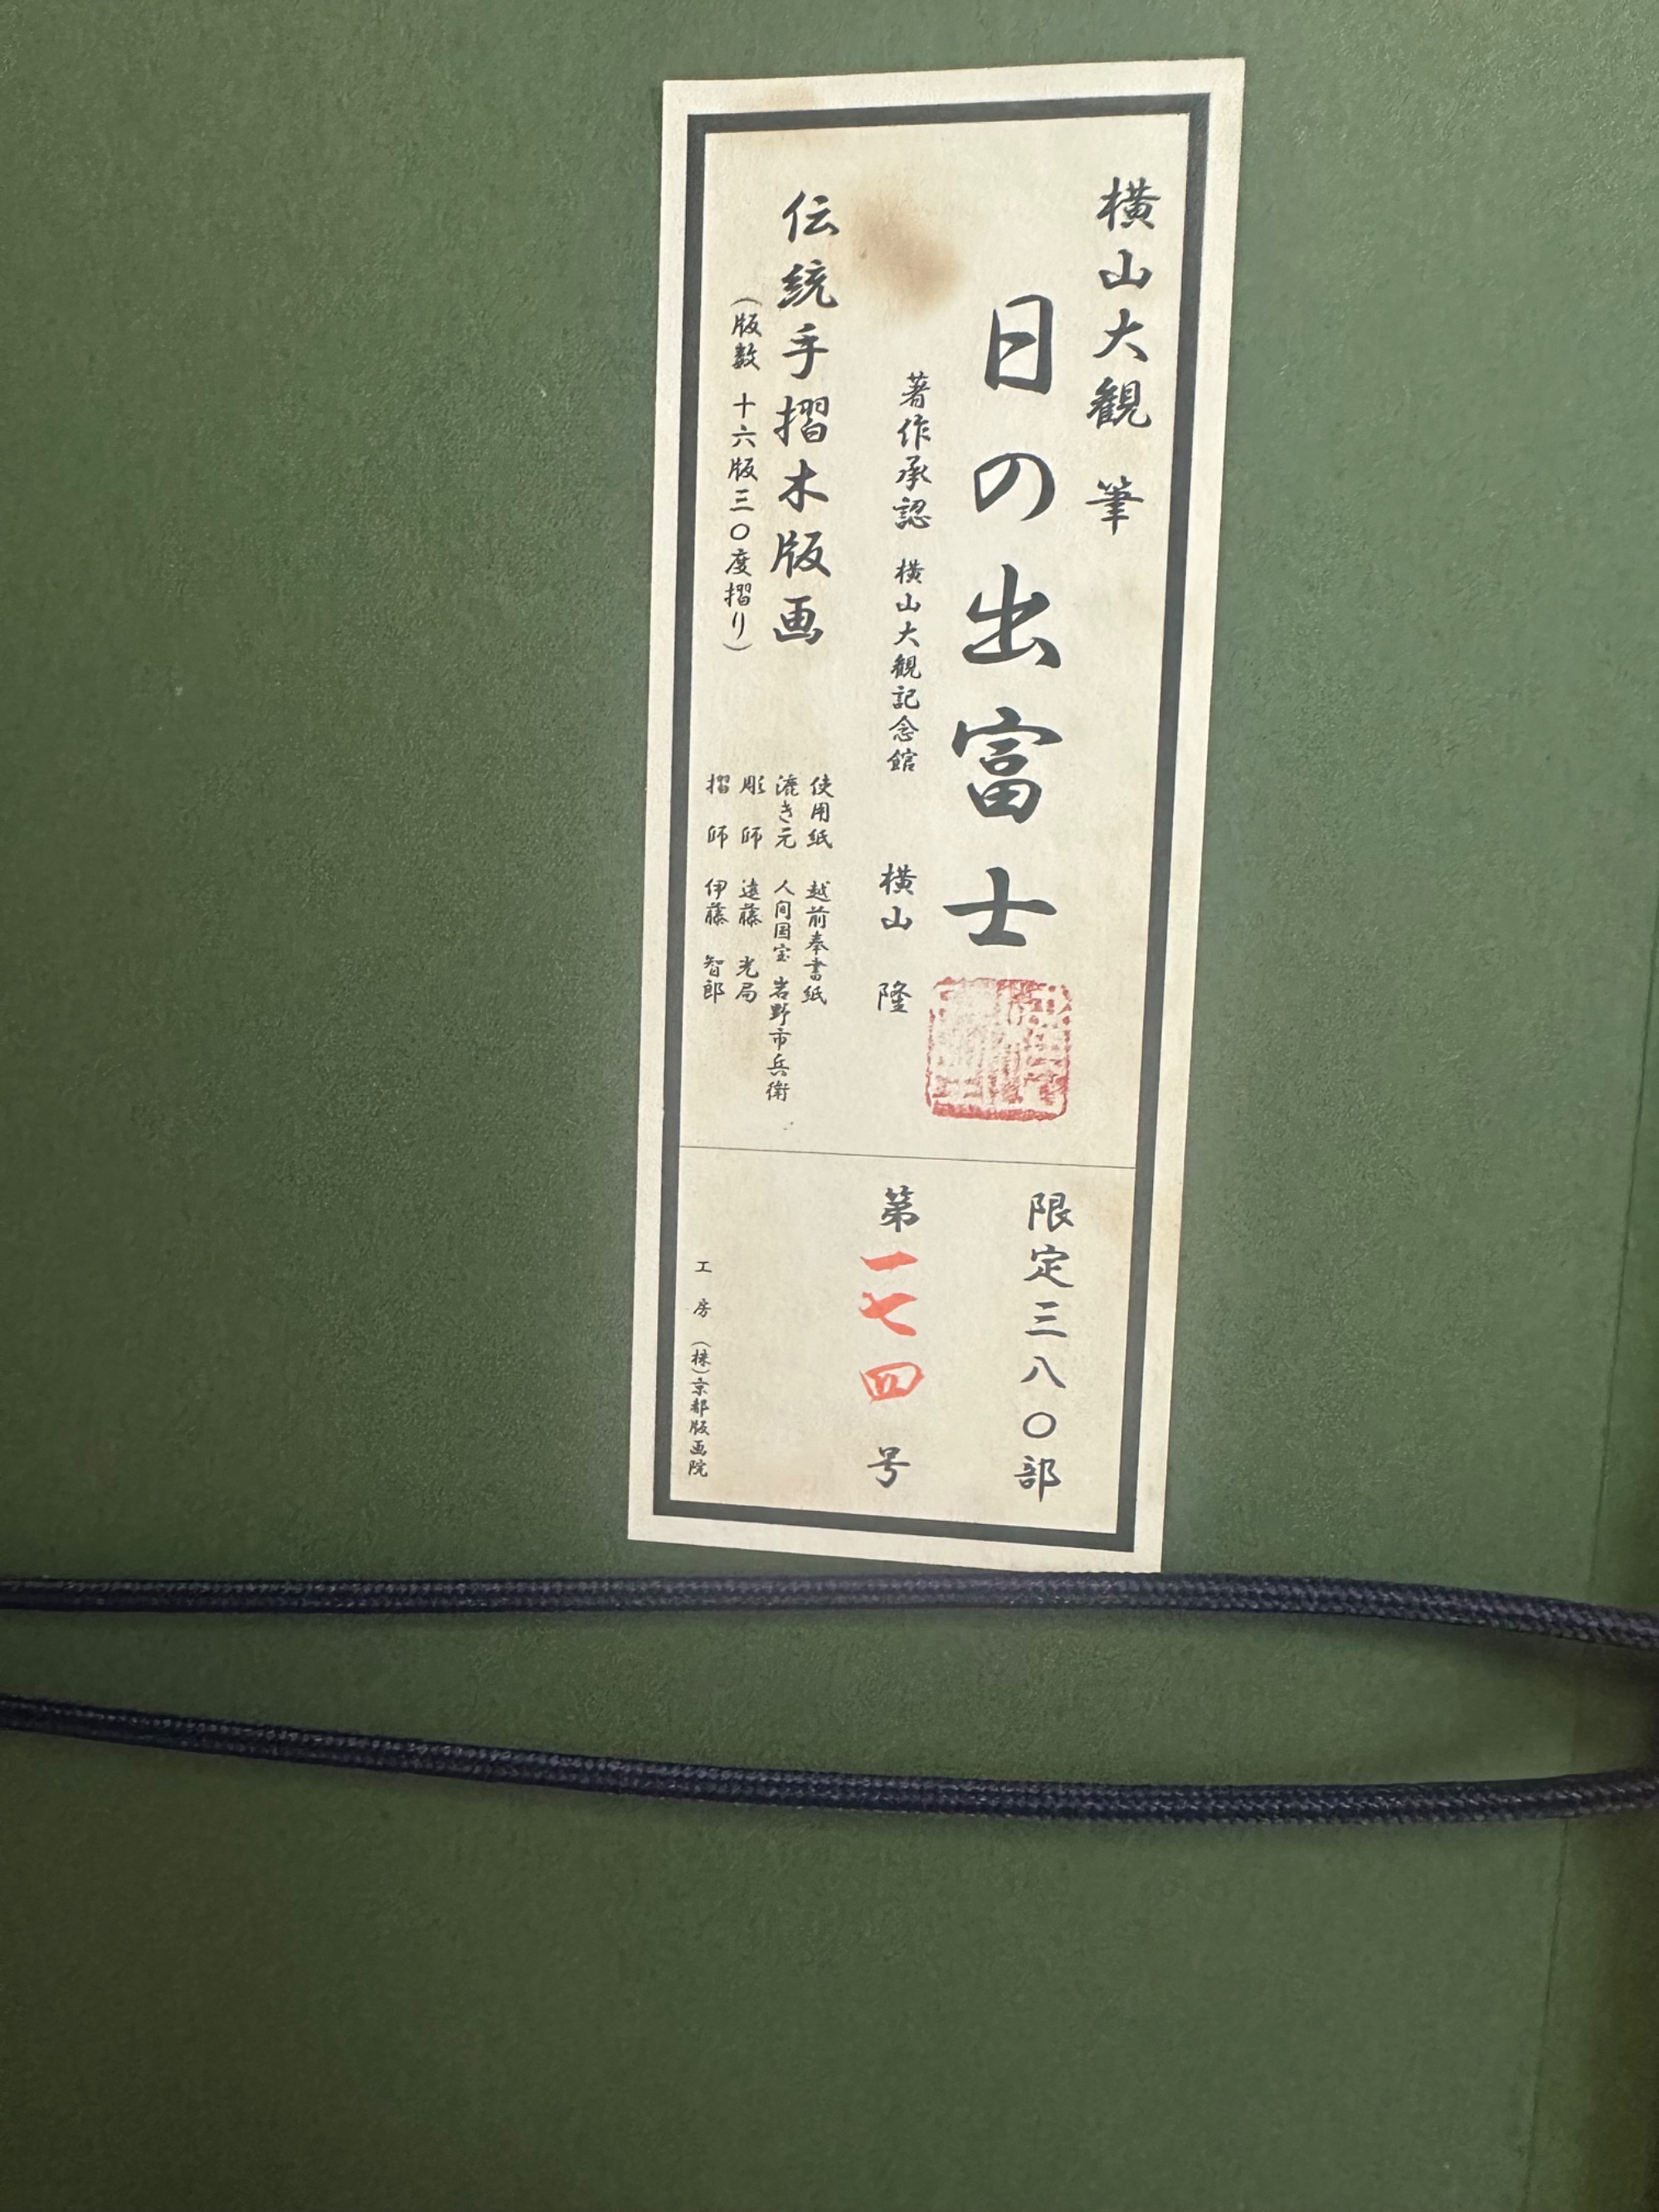 横山大観 筆
日の出富士
著作承認 横山大観記念館 横山 隆
伝統手摺木版画
（版数 十六版三〇度摺り）
使用紙 越前奉書紙
漉き元 人間国宝 岩野市兵衛
彫師 遠藤 光局
摺師 伊藤 智郎
限定三八〇部
第一七四号
工房 （株）京都版画院